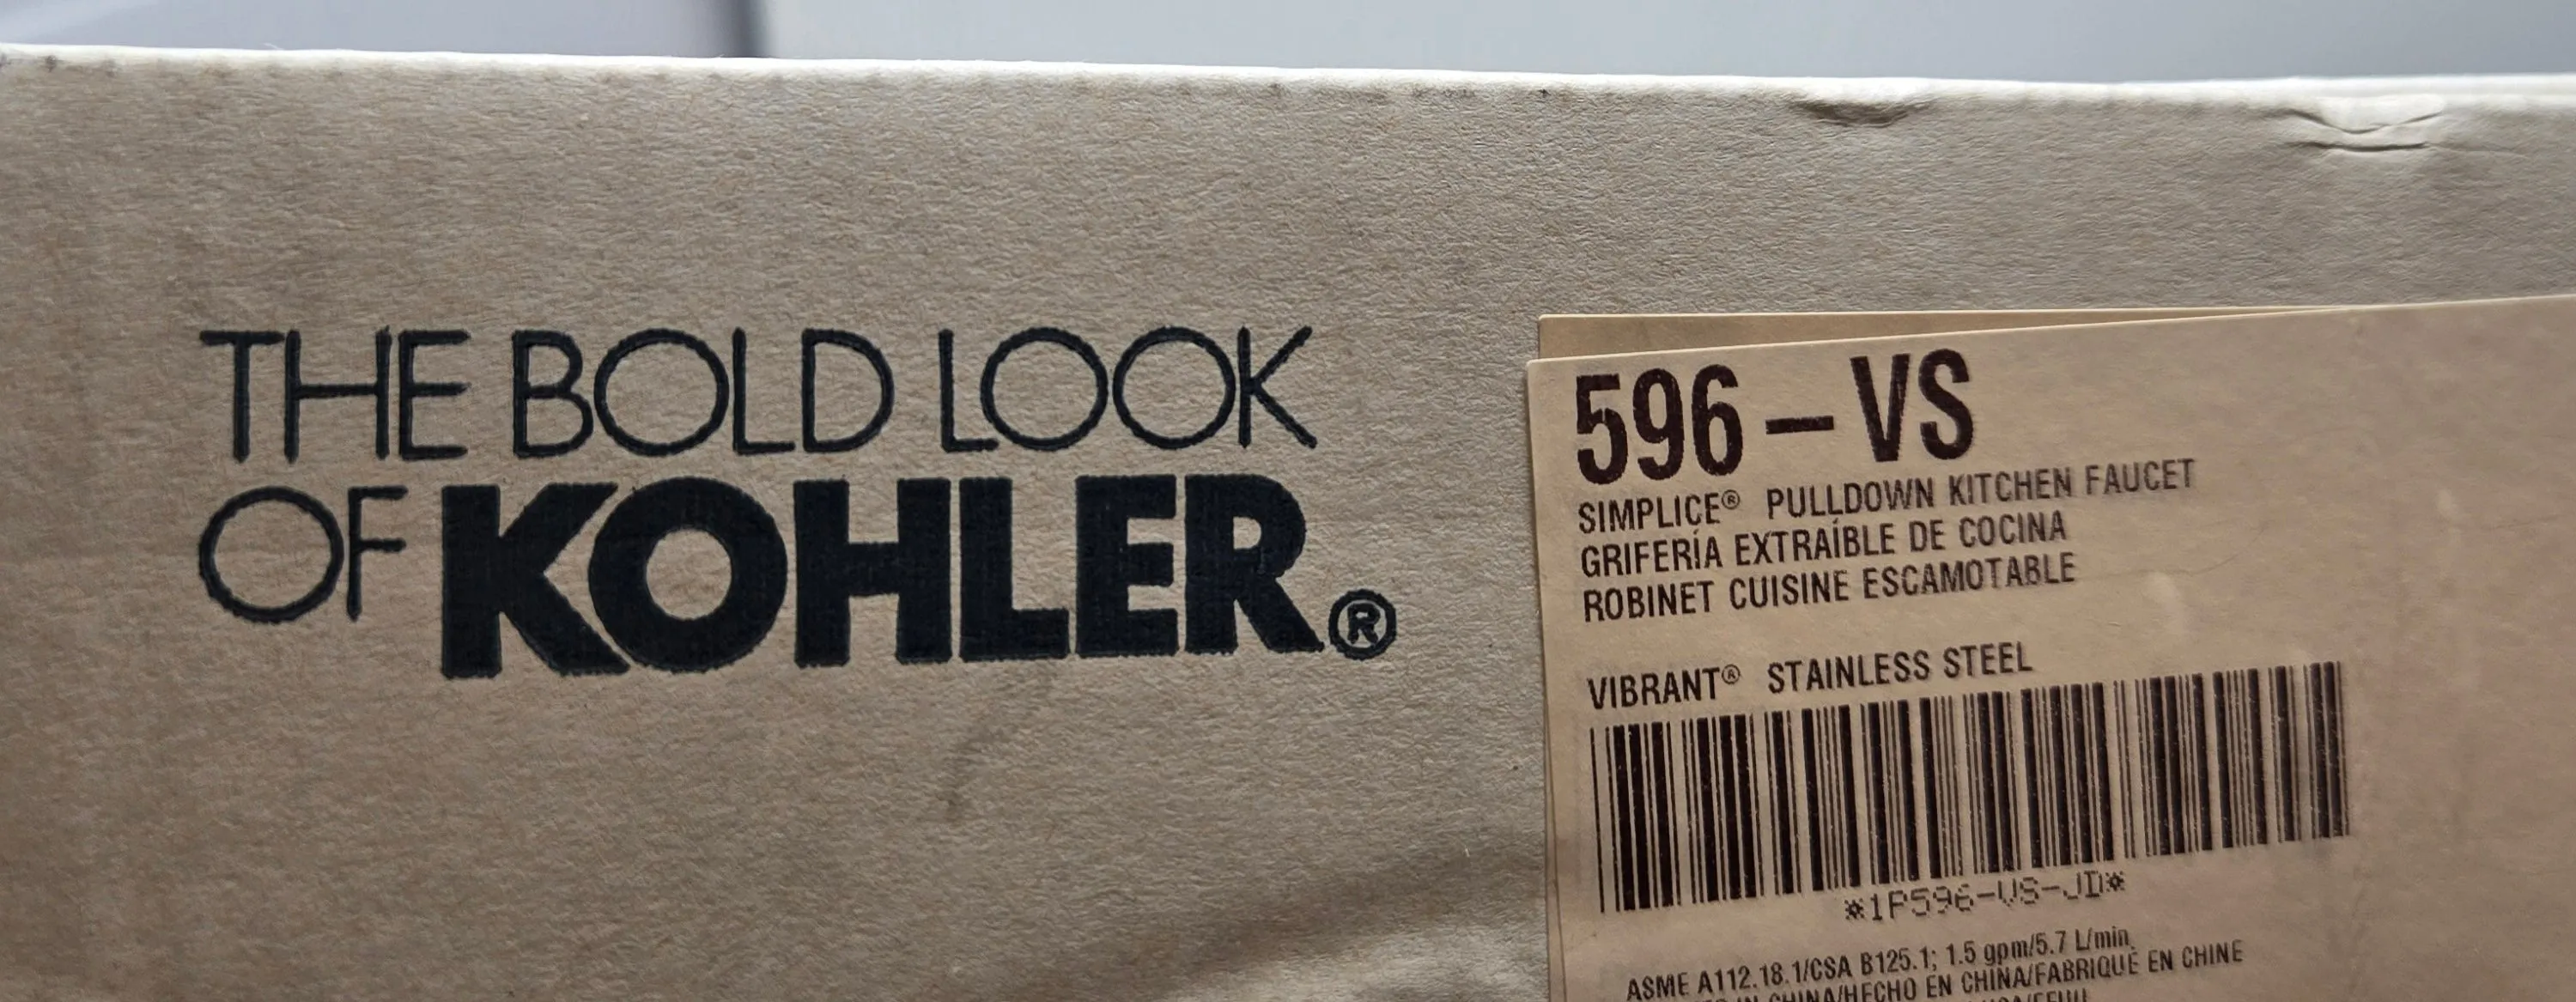 THE BOLD LOOK
OF KOHLER®
596-VS
SIMPLICE® PULLDOWN KITCHEN FAUCET
GRIFERÍA EXTRAÍBLE DE COCINA
ROBINET CUISINE ESCAMOTABLE
VIBRANT® STAINLESS STEEL
*1P596-VS-JD*
ASME A112.18.1/CSA B125.1; 1.5 gpm/5.7 L/min
IN CHINA/HECHO EN CHINA/FABRIQUÉ EN CHINE